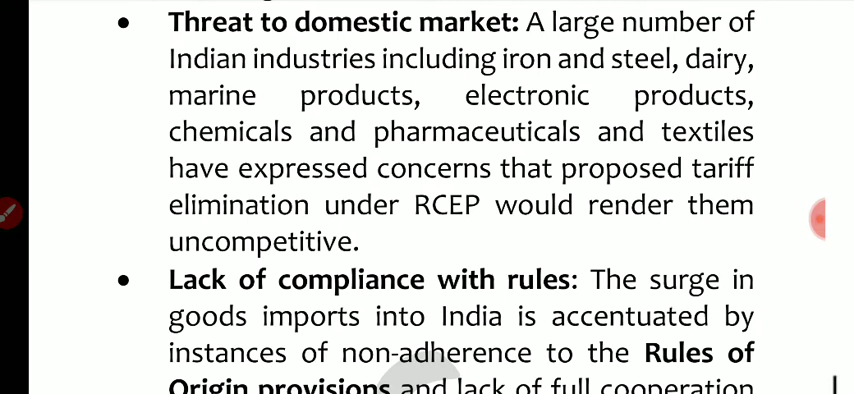 • Threat to domestic market: A large number of
Indian industries including iron and steel, dairy,
marine products, electronic products,
chemicals and pharmaceuticals and textiles
have expressed concerns that proposed tariff
elimination under RCEP would render them
uncompetitive.
• Lack of compliance with rules: The surge in
goods imports into India is accentuated by
instances of non-adherence to the Rules of
Origin provisions and lack of full cooperation